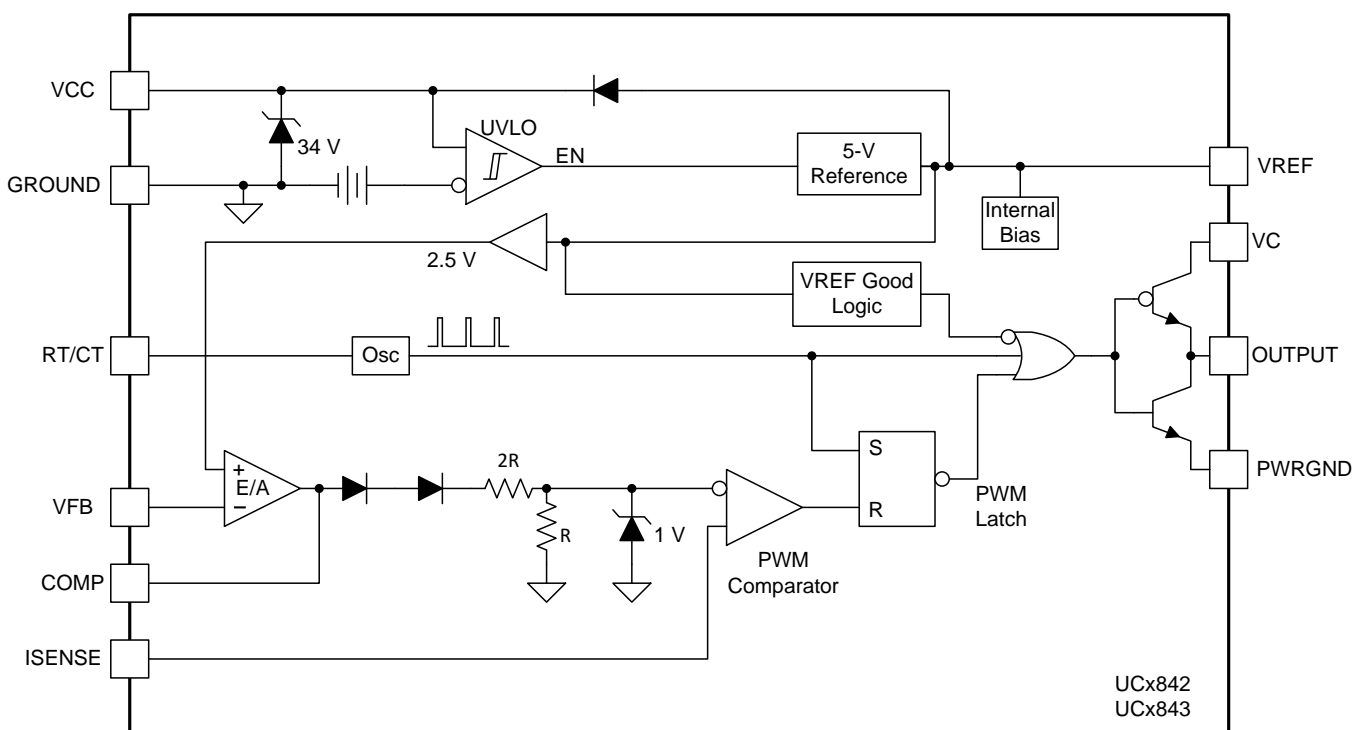 VCC
UVLO
34 V
EN
5-V
Reference
GROUND
VREF
Internal
Bias
VC
2.5 V
VREF Good
Logic
RT/CT
Osc
OUTPUT
S
2R
+
E/A
−
PWRGND
VFB
R
R
1 V
PWM
Latch
PWM
Comparator
COMP
ISENSE
UCx842
UCx843